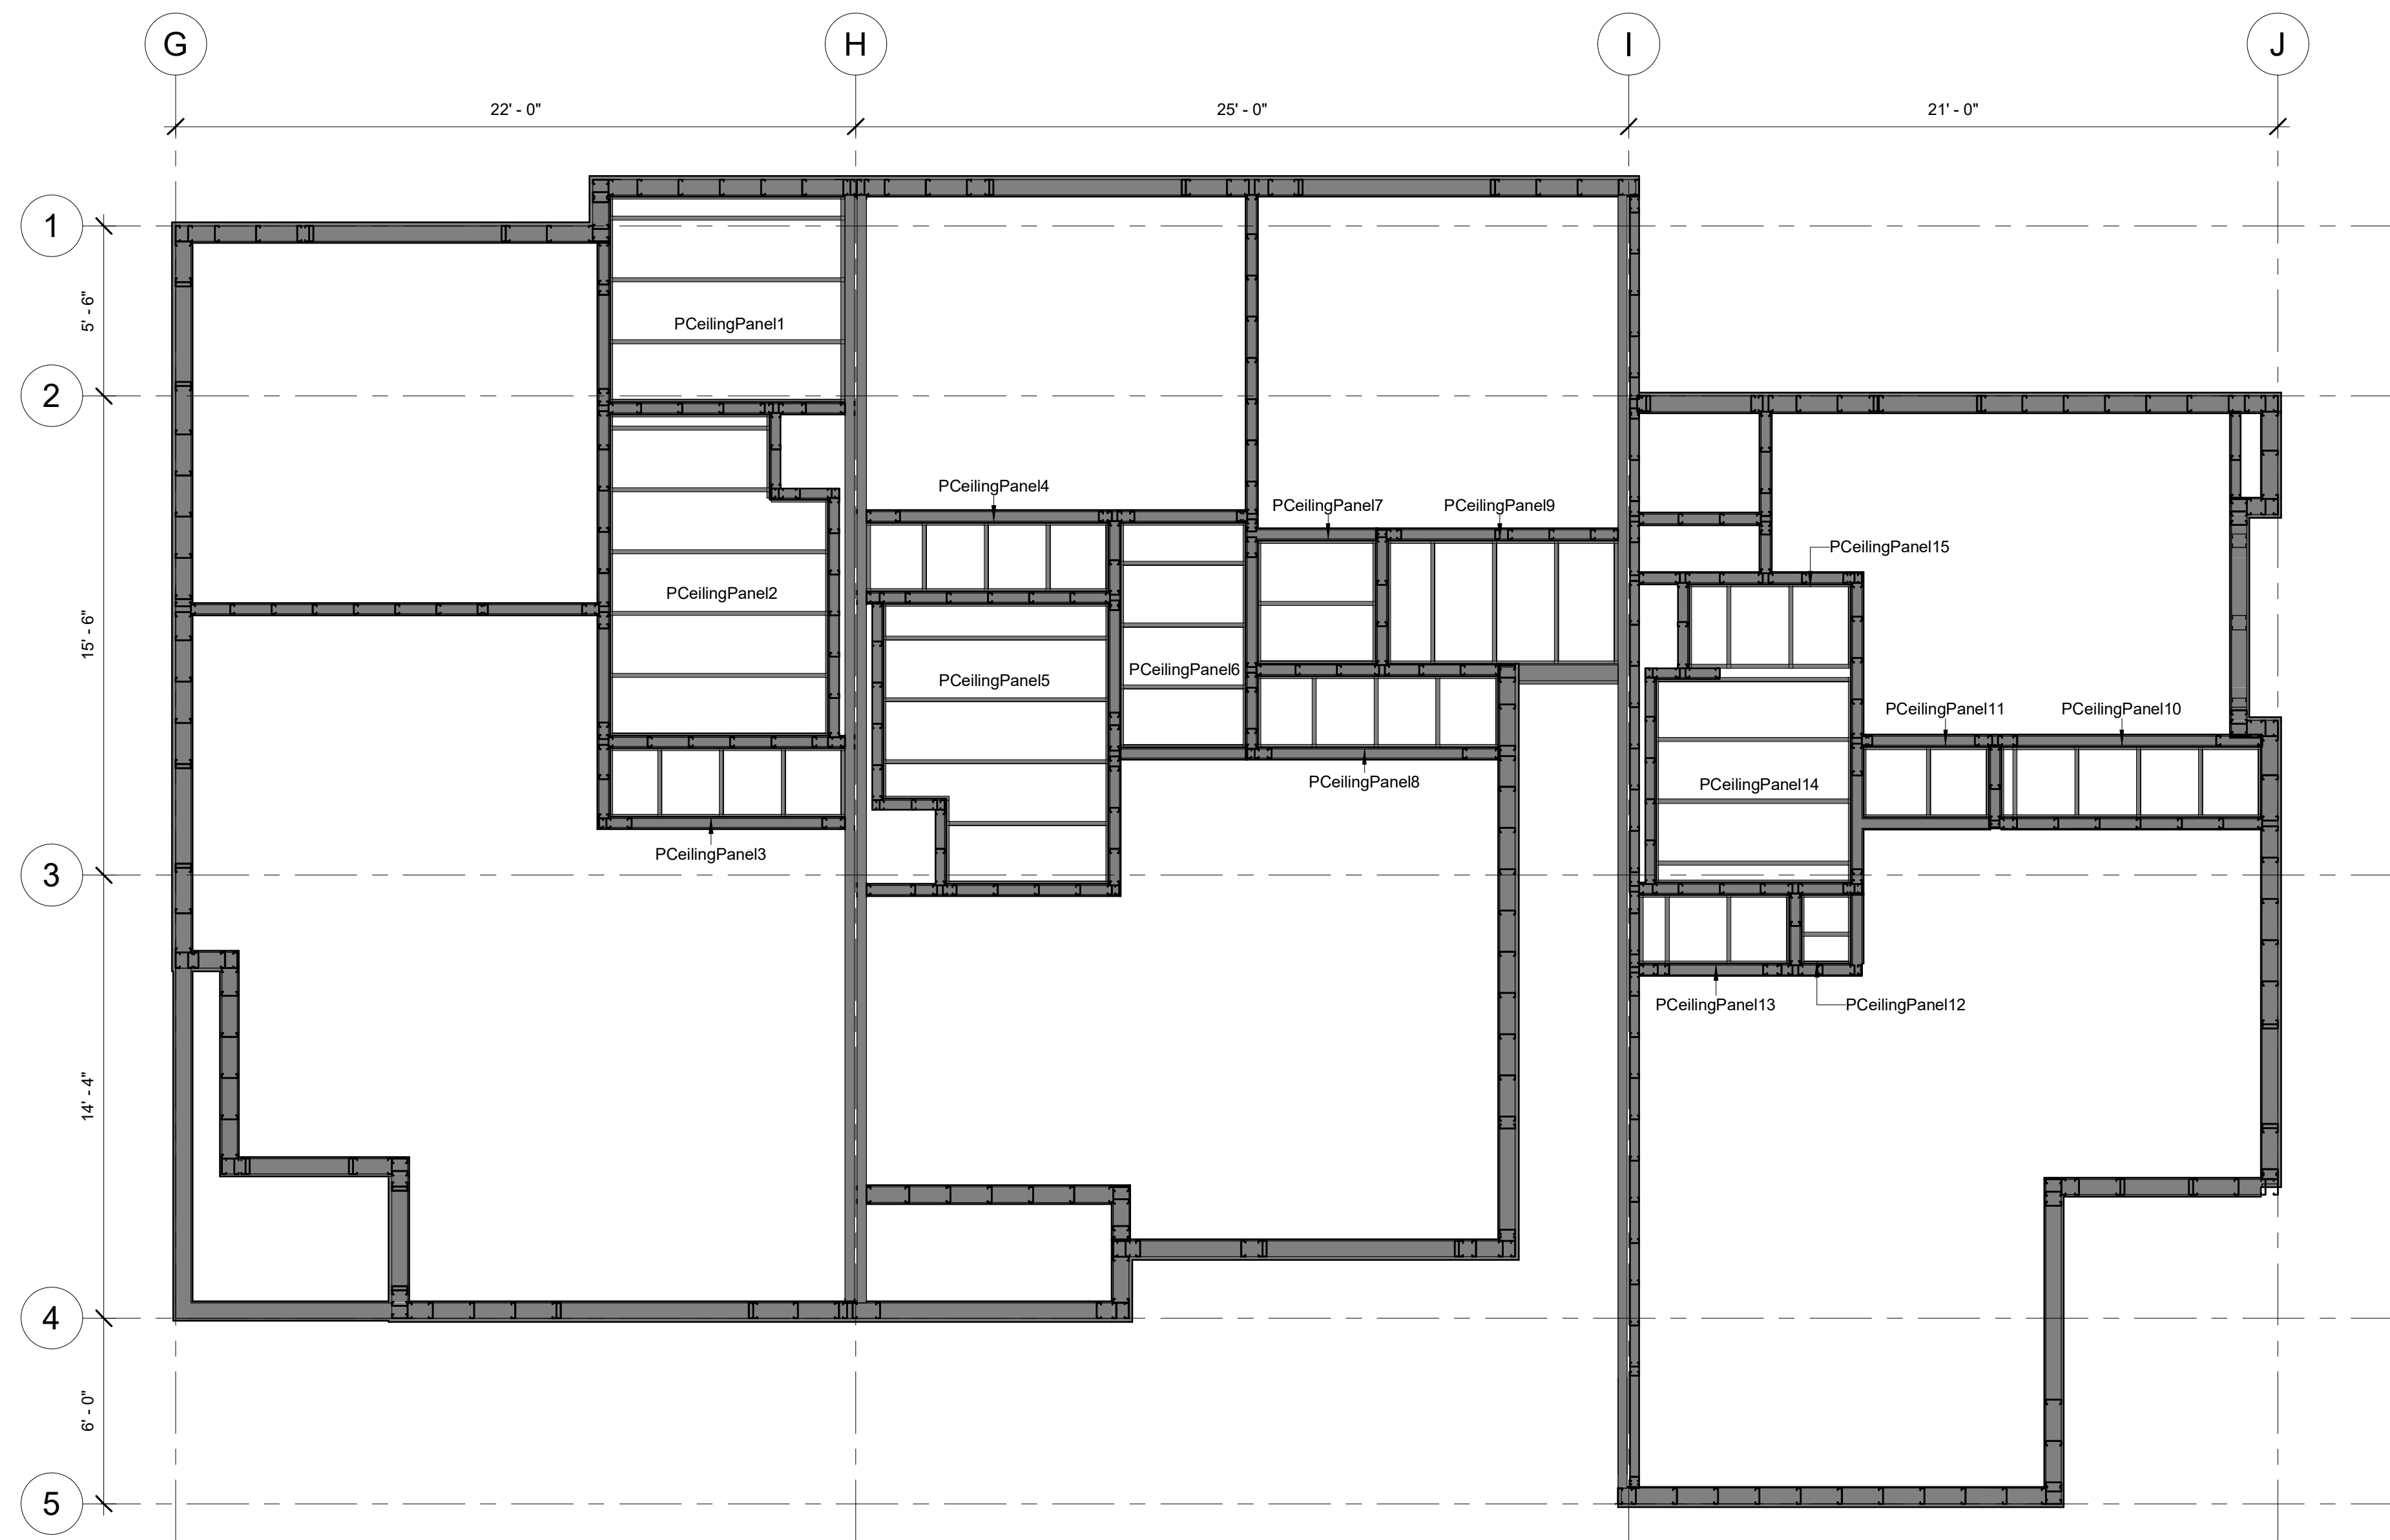 G H I J
22' - 0" 25' - 0" 21' - 0"
1
5' - 6"
PCeilingPanel1
2
PCeilingPanel4
PCeilingPanel7 PCeilingPanel9
PCeilingPanel15
PCeilingPanel2
15' - 6"
PCeilingPanel6
PCeilingPanel5
PCeilingPanel11 PCeilingPanel10
PCeilingPanel8
PCeilingPanel14
PCeilingPanel3
3
PCeilingPanel13 PCeilingPanel12
14' - 4"
4
6' - 0"
5